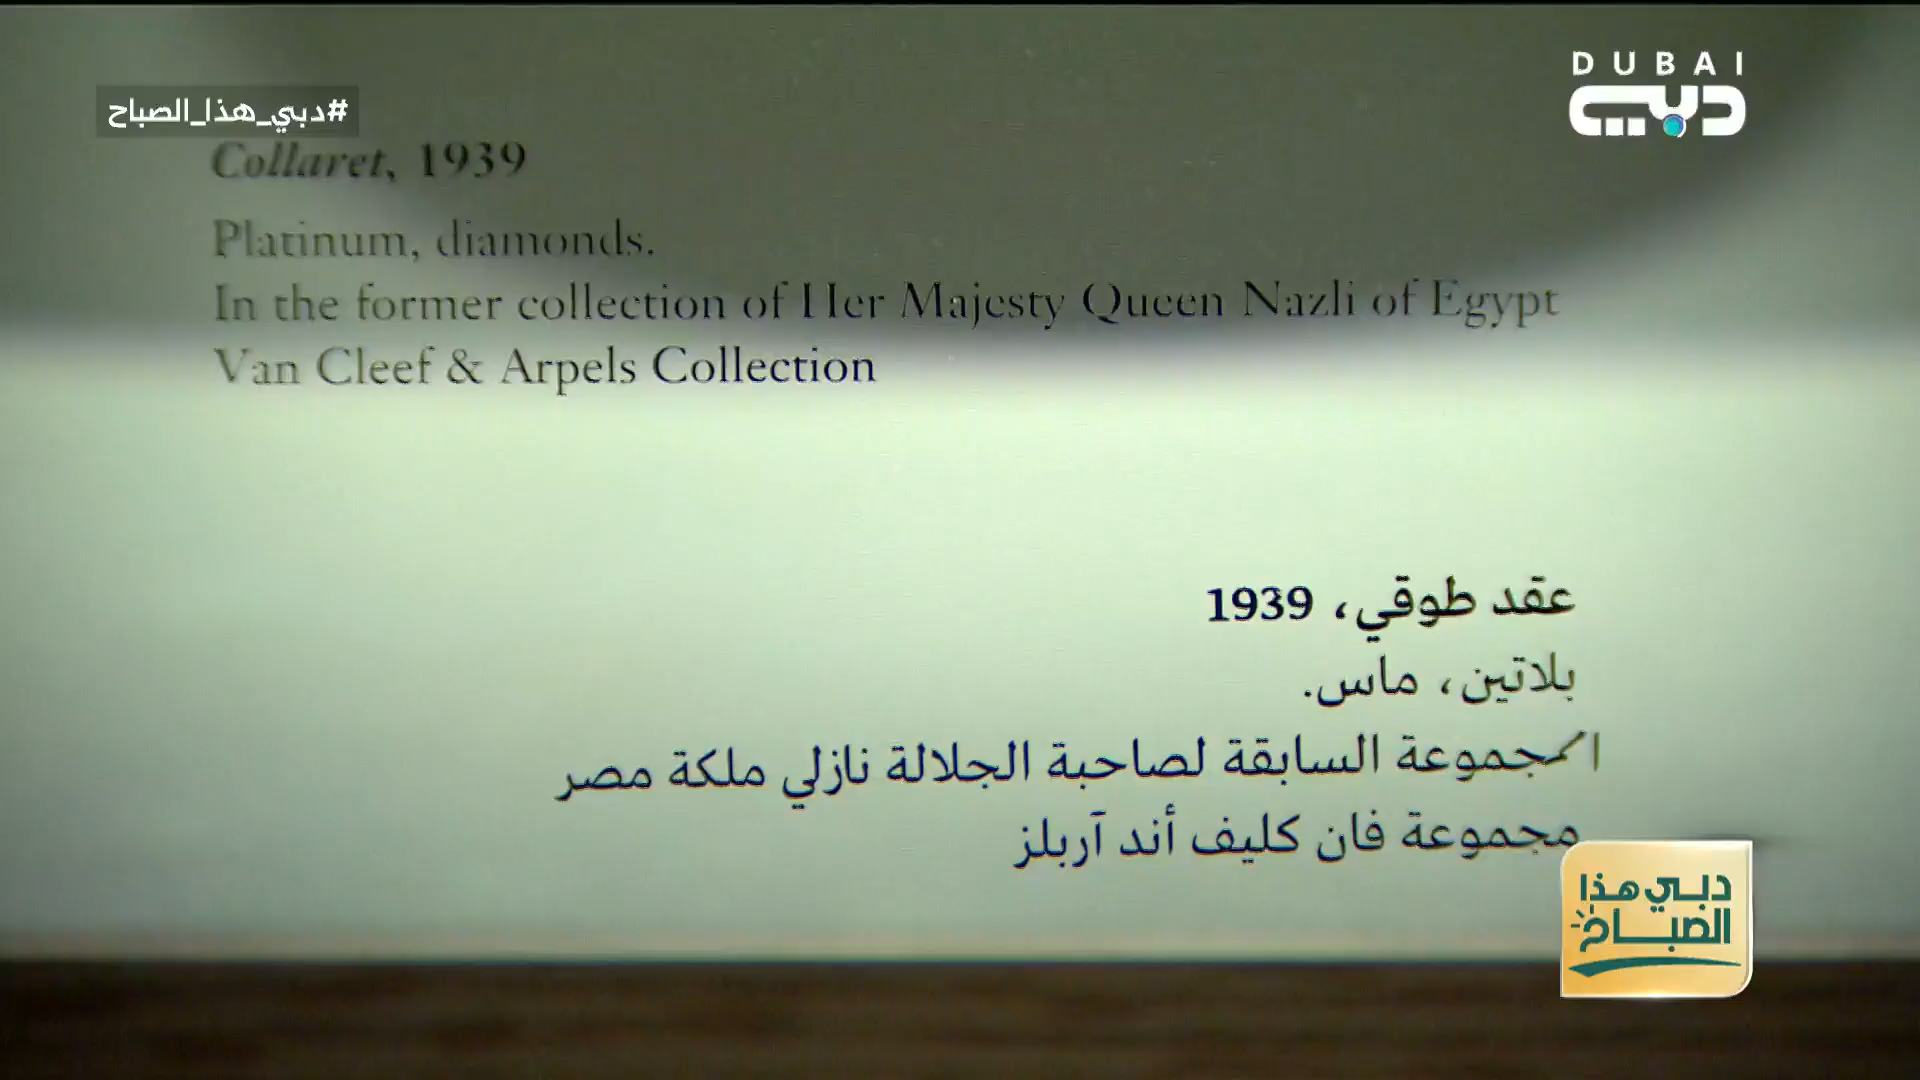 DUBAI
دبي
#دبي_هذا_الصباح
Collaret, 1939
Platinum, diamonds.
In the former collection of Her Majesty Queen Nazli of Egypt
Van Cleef & Arpels Collection
عقد طوقي، 1939
بلاتين، ماس.
المجموعة السابقة لصاحبة الجلالة نازلي ملكة مصر
مجموعة فان كليف أند آربلز
دبي هذا
الصباح